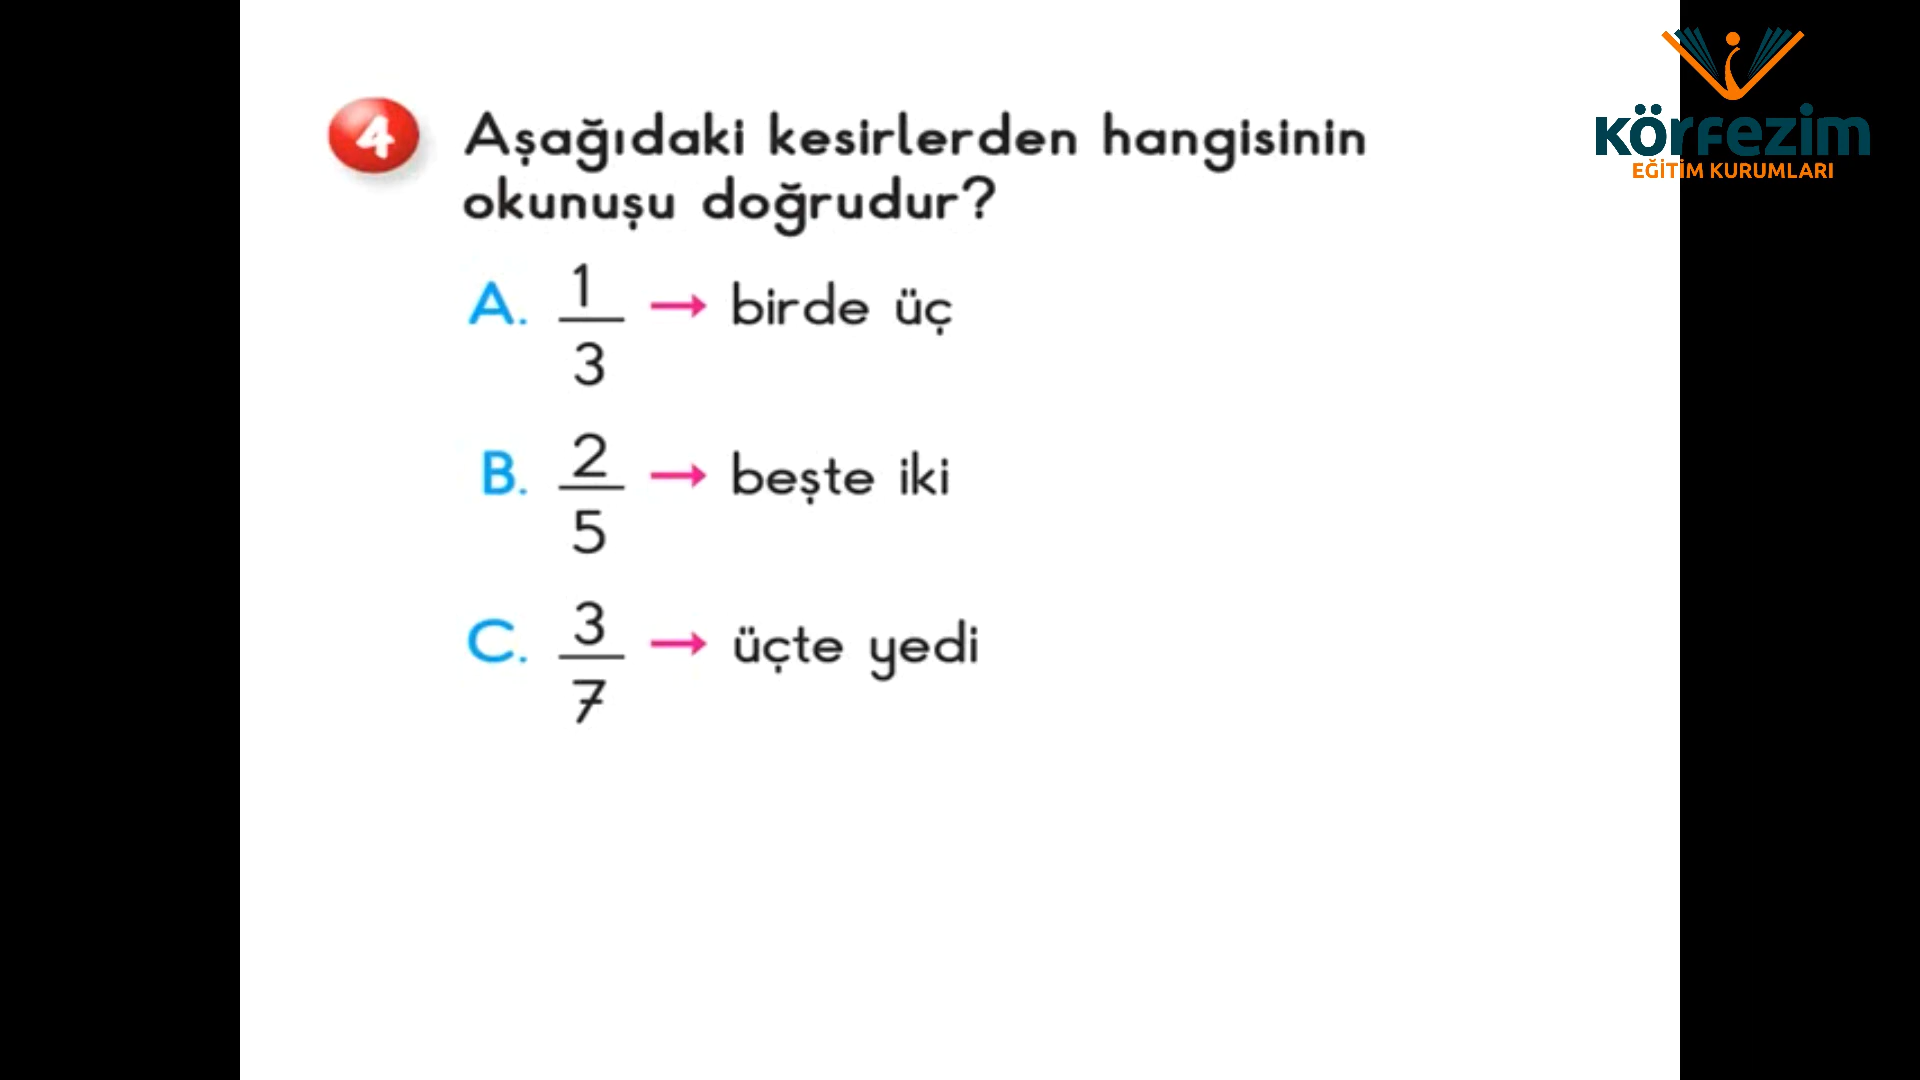 körfezim
EĞİTİM KURUMLARI
4 Aşağıdaki kesirlerden hangisinin
okunuşu doğrudur?
A. 1/3 → birde üç
B. 2/5 → beşte iki
C. 3/7 → üçte yedi